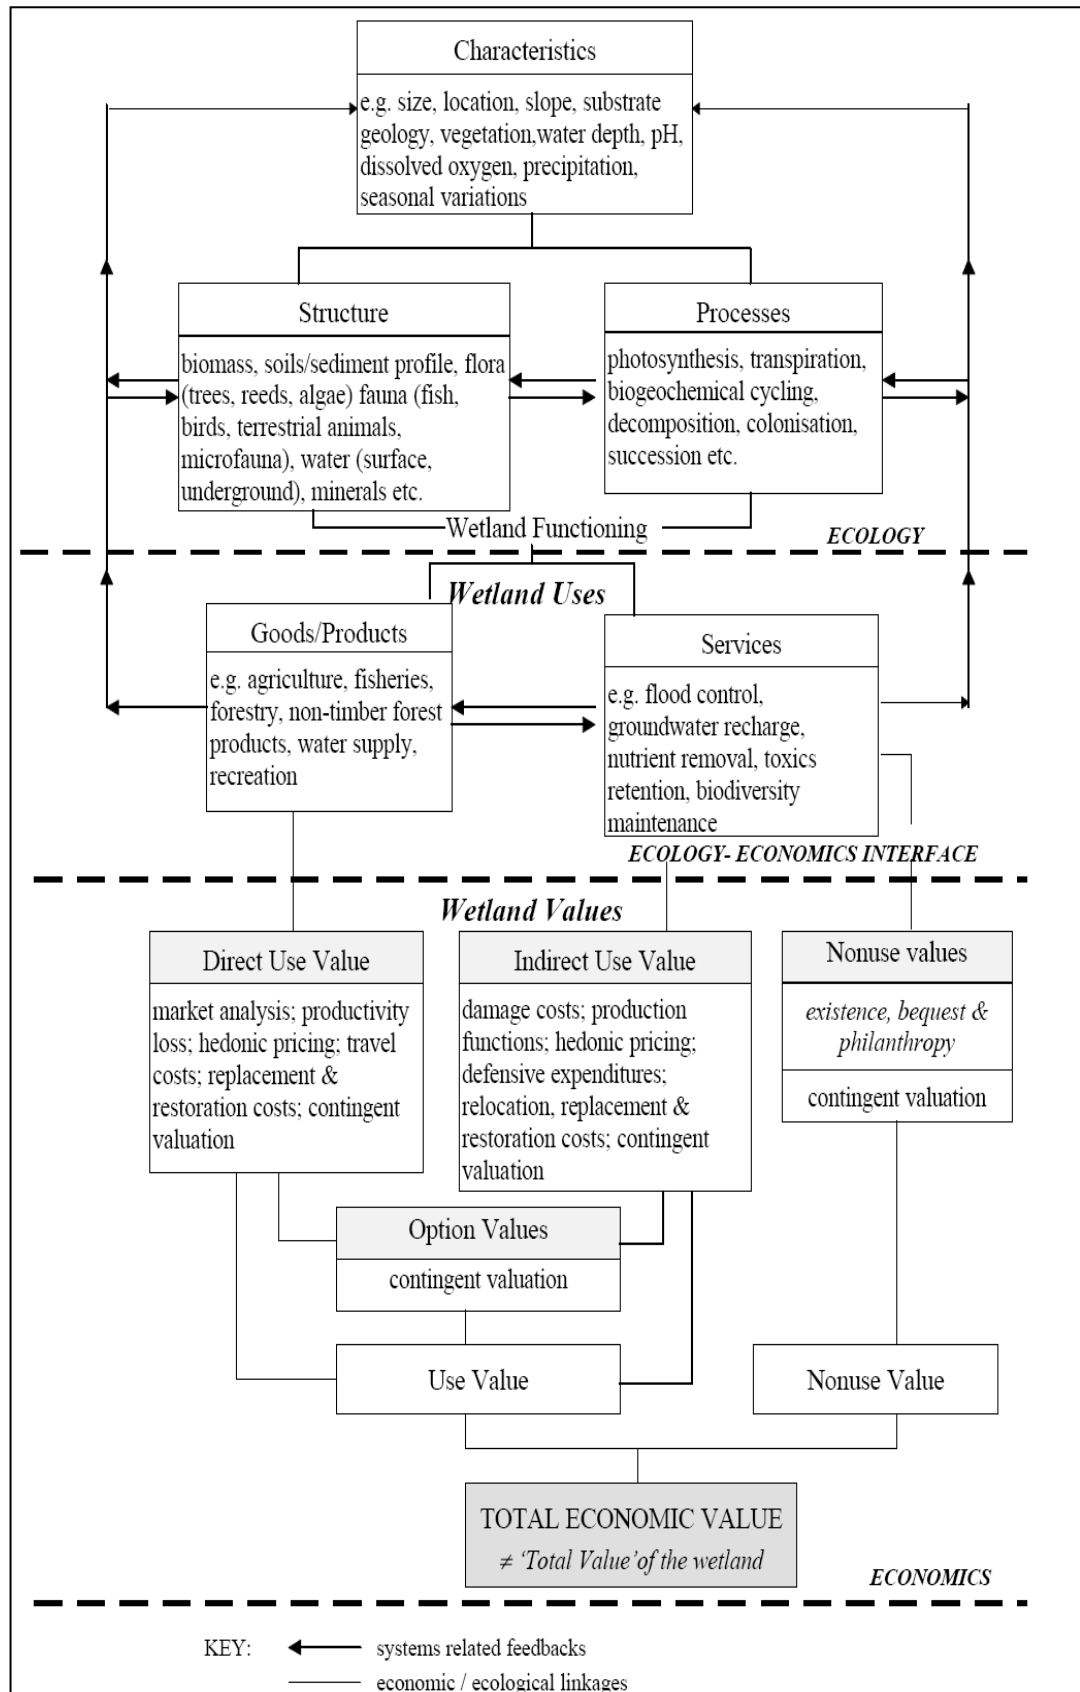 Characteristics
e.g. size, location, slope, substrate
geology, vegetation,water depth, pH,
dissolved oxygen, precipitation,
seasonal variations
Structure
biomass, soils/sediment profile, flora
(trees, reeds, algae) fauna (fish,
birds, terrestrial animals,
microfauna), water (surface,
underground), minerals etc.
Processes
photosynthesis, transpiration,
biogeochemical cycling,
decomposition, colonisation,
succession etc.
Wetland Functioning
ECOLOGY
Wetland Uses
Goods/Products
e.g. agriculture, fisheries,
forestry, non-timber forest
products, water supply,
recreation
Services
e.g. flood control,
groundwater recharge,
nutrient removal, toxics
retention, biodiversity
maintenance
ECOLOGY- ECONOMICS INTERFACE
Wetland Values
Direct Use Value
market analysis; productivity
loss; hedonic pricing; travel
costs; replacement &
restoration costs; contingent
valuation
Indirect Use Value
damage costs; production
functions; hedonic pricing;
defensive expenditures;
relocation, replacement &
restoration costs; contingent
valuation
Nonuse values
existence, bequest &
philanthropy
contingent valuation
Option Values
contingent valuation
Use Value
Nonuse Value
TOTAL ECONOMIC VALUE
≠ ‘Total Value’of the wetland
ECONOMICS
KEY:
systems related feedbacks
economic / ecological linkages